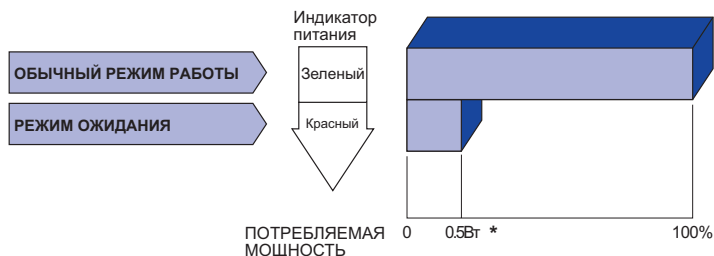 Индикатор
питания
ОБЫЧНЫЙ РЕЖИМ РАБОТЫ
Зеленый
РЕЖИМ ОЖИДАНИЯ
Красный
ПОТРЕБЛЯЕМАЯ
МОЩНОСТЬ
0 0.5Вт * 100%